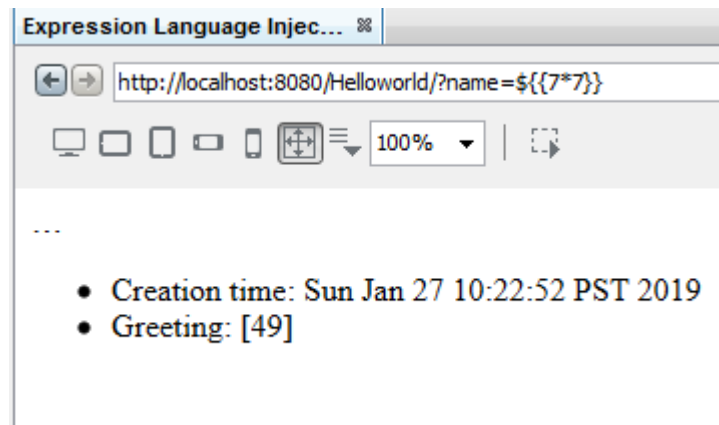 Expression Language Injec...
http://localhost:8080/Helloworld/?name=${{7*7}}
100%
...
Creation time: Sun Jan 27 10:22:52 PST 2019
Greeting: [49]